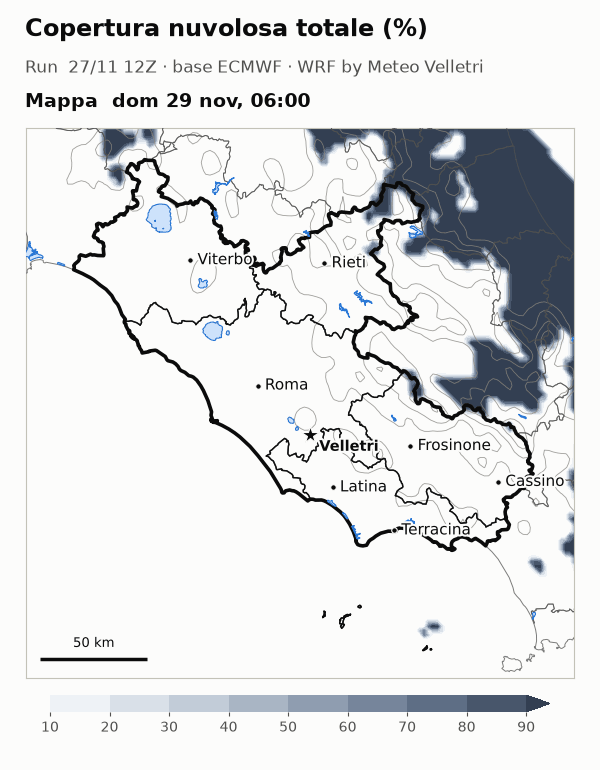 Copertura nuvolosa totale (%)
Run  27/11 12Z · base ECMWF · WRF by Meteo Velletri
Mappa  dom 29 nov, 06:00
Viterbo
Rieti
Roma
Velletri
Frosinone
Latina
Cassino
Terracina
50 km
10 20 30 40 50 60 70 80 90